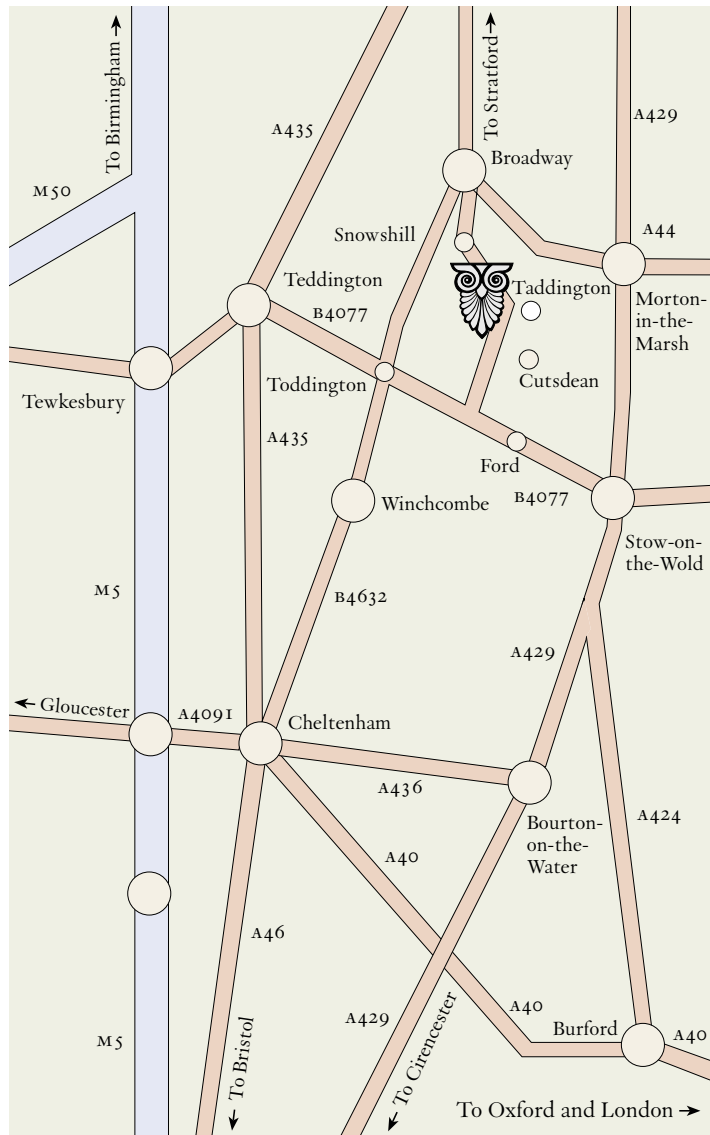 To Birmingham
To Stratford
A435
A429
M50
Broadway
Snowshill
A44
Teddington
B4077
Taddington
Morton-
in-the-
Marsh
Toddington
Cutsdean
Tewkesbury
A435
Ford
B4077
Winchcombe
Stow-on-
the-Wold
M5
B4632
A429
Gloucester
A4091
Cheltenham
A436
A424
Bourton-
on-the-
Water
A40
A46
A429
A40
Burford
A40
M5
To Bristol
To Cirencester
To Oxford and London